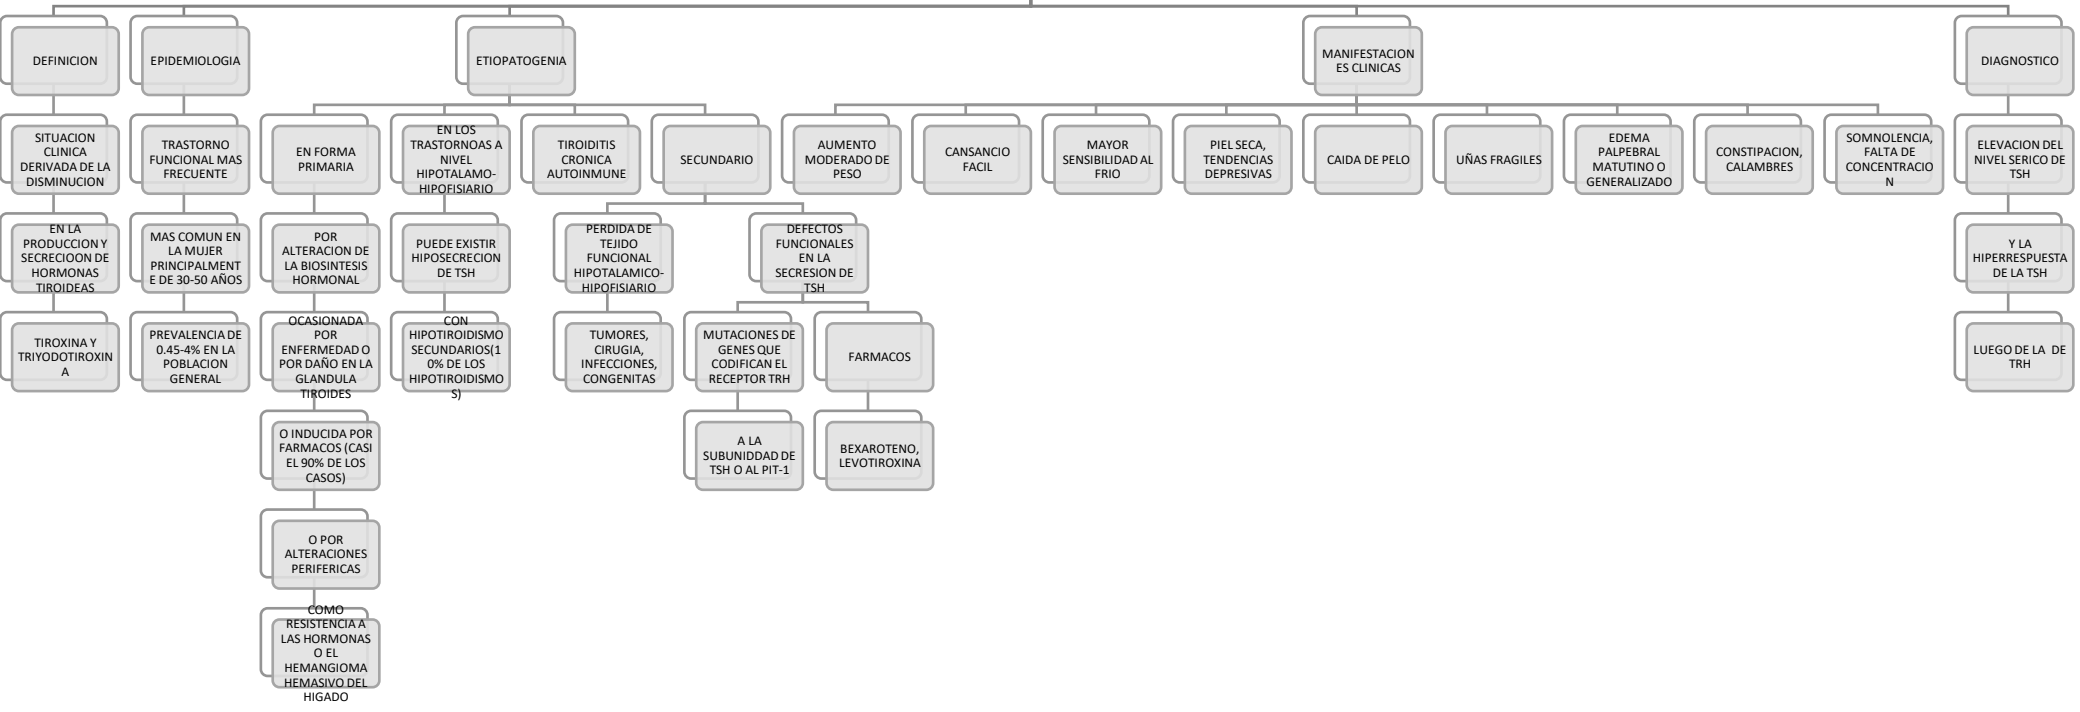 DEFINICION
SITUACION
CLINICA
DERIVADA DE LA
DISMINUCION
EN LA
PRODUCCION Y
SECRECIOON DE
HORMONAS
TIROIDEAS
TIROXINA Y
TRIYODOTIROXIN
A
EPIDEMIOLOGIA
TRASTORNO
FUNCIONAL MAS
FRECUENTE
MAS COMUN EN
LA MUJER
PRINCIPALMENT
E DE 30-50 AÑOS
PREVALENCIA DE
0.45-4% EN LA
POBLACION
GENERAL
ETIOPATOGENIA
EN FORMA
PRIMARIA
POR
ALTERACION DE
LA BIOSINTESIS
HORMONAL
OCASIONADA
POR
ENFERMEDAD O
POR DAÑO EN LA
GLANDULA
TIROIDES
O INDUCIDA POR
FARMACOS (CASI
EL 90% DE LOS
CASOS)
O POR
ALTERACIONES
PERIFERICAS
COMO
RESISTENCIA A
LAS HORMONAS
O EL
HEMANGIOMA
HEMASIVO DEL
HIGADO
EN LOS
TRASTORNOAS A
NIVEL
HIPOTALAMO-
HIPOFISIARIO
PUEDE EXISTIR
HIPOSECRECION
DE TSH
CON
HIPOTIROIDISMO
SECUNDARIOS(1
0% DE LOS
HIPOTIROIDISMO
S)
TIROIDITIS
CRONICA
AUTOINMUNE
SECUNDARIO
PERDIDA DE
TEJIDO
FUNCIONAL
HIPOTALAMICO-
HIPOFISIARIO
TUMORES,
CIRUGIA,
INFECCIONES,
CONGENITAS
DEFECTOS
FUNCIONALES
EN LA
SECRESION DE
TSH
MUTACIONES DE
GENES QUE
CODIFICAN EL
RECEPTOR TRH
A LA
SUBUNIDDAD DE
TSH O AL PIT-1
FARMACOS
BEXAROTENO,
LEVOTIROXINA
MANIFESTACION
ES CLINICAS
AUMENTO
MODERADO DE
PESO
CANSANCIO
FACIL
MAYOR
SENSIBILIDAD AL
FRIO
PIEL SECA,
TENDENCIAS
DEPRESIVAS
CAIDA DE PELO
UÑAS FRAGILES
EDEMA
PALPEBRAL
MATUTINO O
GENERALIZADO
CONSTIPACION,
CALAMBRES
SOMNOLENCIA,
FALTA DE
CONCENTRACIO
N
DIAGNOSTICO
ELEVACION DEL
NIVEL SERICO DE
TSH
Y LA
HIPERRESPUESTA
DE LA TSH
LUEGO DE LA  DE
TRH